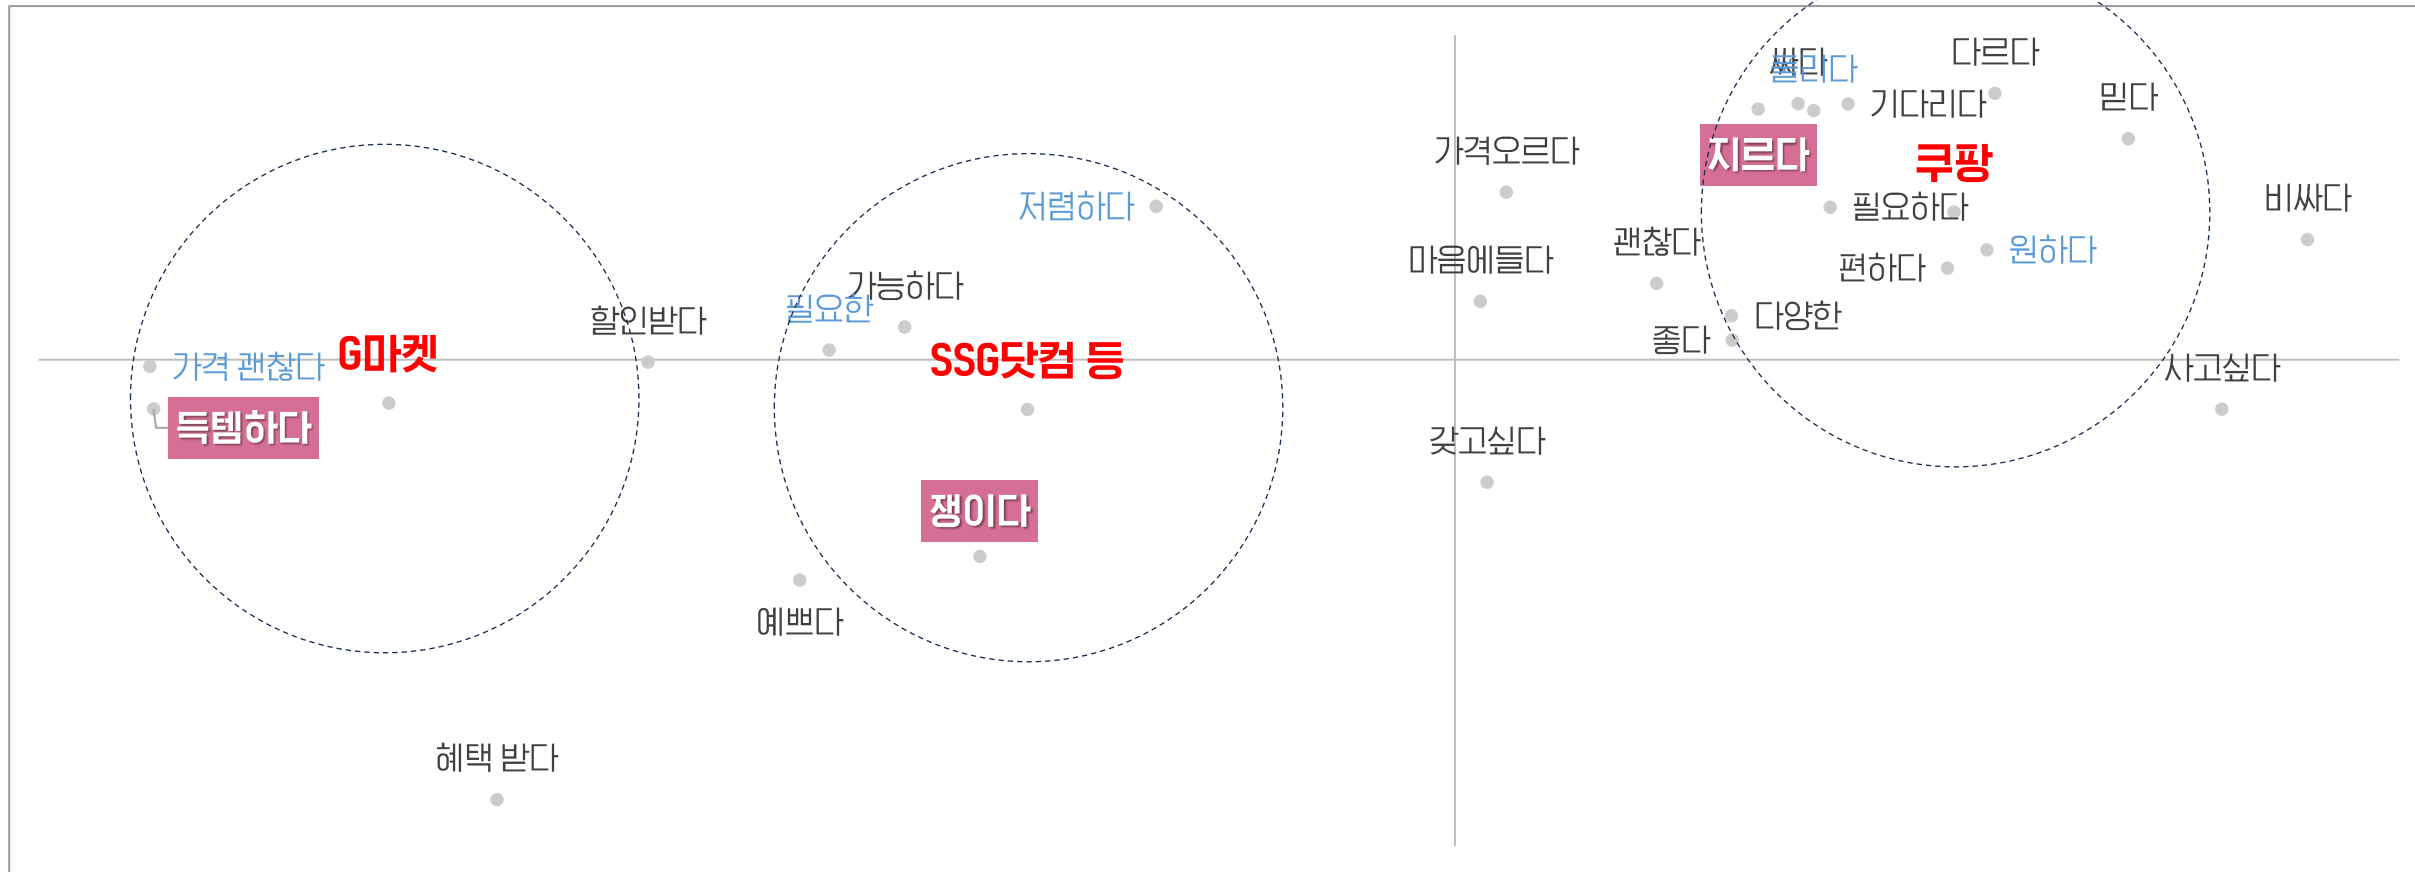 다르다
싸다
기다리다
믿다
가격오르다
지르다
쿠팡
저렴하다
필요하다
비싸다
마음에들다
괜찮다
편하다
원하다
가능하다
필요한
할인받다
다양한
좋다
G마켓
가격 괜찮다
SSG닷컴 등
사고싶다
득템하다
갖고싶다
쟁이다
예쁘다
혜택 받다